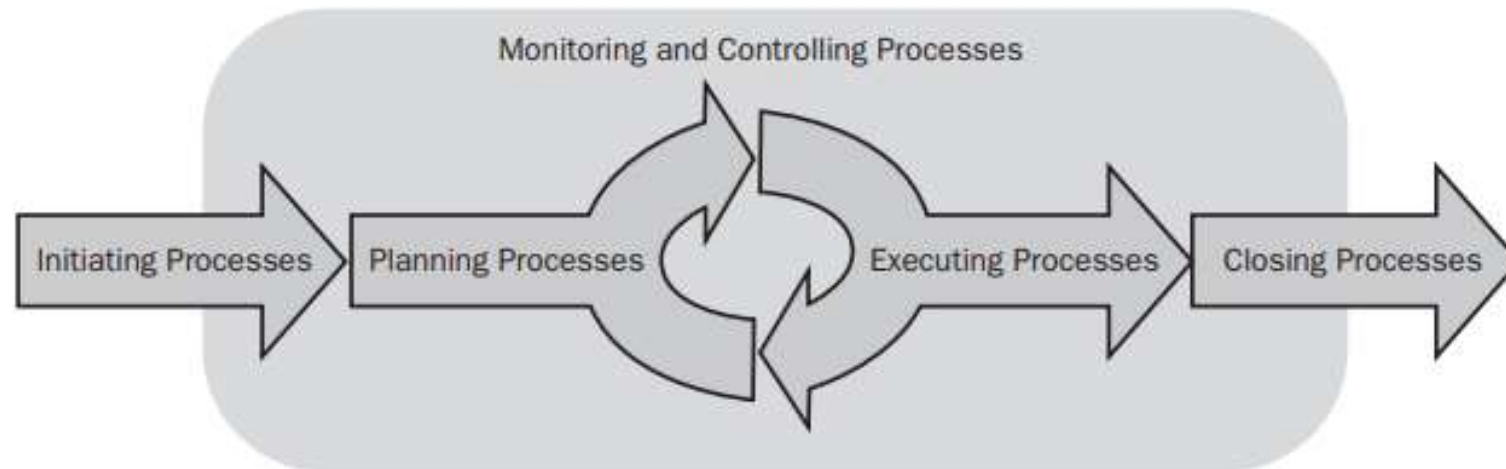 Monitoring and Controlling Processes
Initiating Processes
Planning Processes
Executing Processes
Closing Processes